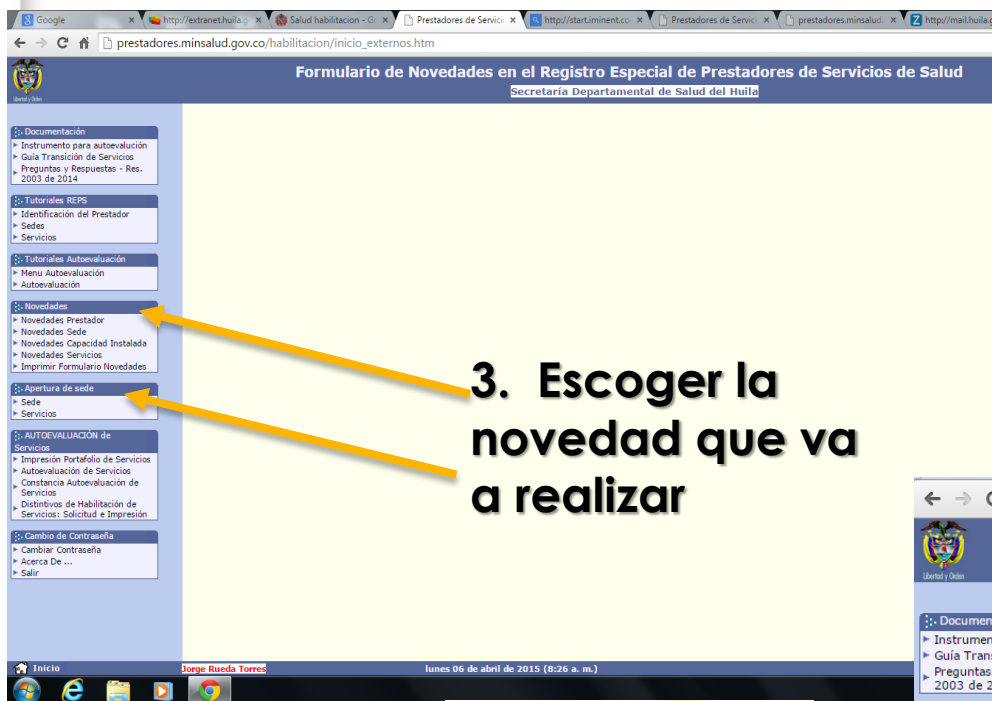 Google
http://extranet.huila.g
Salud habilitacion - G
Prestadores de Servici
http://start.iminent.co
Prestadores de Servici
prestadores.minsalud.
http://mail.huila.g
prestadores.minsalud.gov.co/habilitacion/inicio_externos.htm
Libertad y Orden
Formulario de Novedades en el Registro Especial de Prestadores de Servicios de Salud
Secretaría Departamental de Salud del Huila
Documentación
Instrumento para autoevalución
Guía Transición de Servicios
Preguntas y Respuestas - Res.
2003 de 2014
Tutoriales REPS
Identificación del Prestador
Sedes
Servicios
Tutoriales Autoevaluación
Menu Autoevaluación
Autoevaluación
Novedades
Novedades Prestador
Novedades Sede
Novedades Capacidad Instalada
Novedades Servicios
Imprimir Formulario Novedades
Apertura de sede
Sede
Servicios
AUTOEVALUACIÓN de
Servicios
Impresión Portafolio de Servicios
Autoevaluación de Servicios
Constancia Autoevaluación de
Servicios
Distintivos de Habilitación de
Servicios: Solicitud e Impresión
Cambio de Contraseña
Cambiar Contraseña
Acerca De ...
Salir
3. Escoger la
novedad que va
a realizar
Libertad y Orden
Documen
Instrumen
Guía Tran
Preguntas
2003 de 2
Inicio
Jorge Rueda Torres
lunes 06 de abril de 2015 (8:26 a. m.)